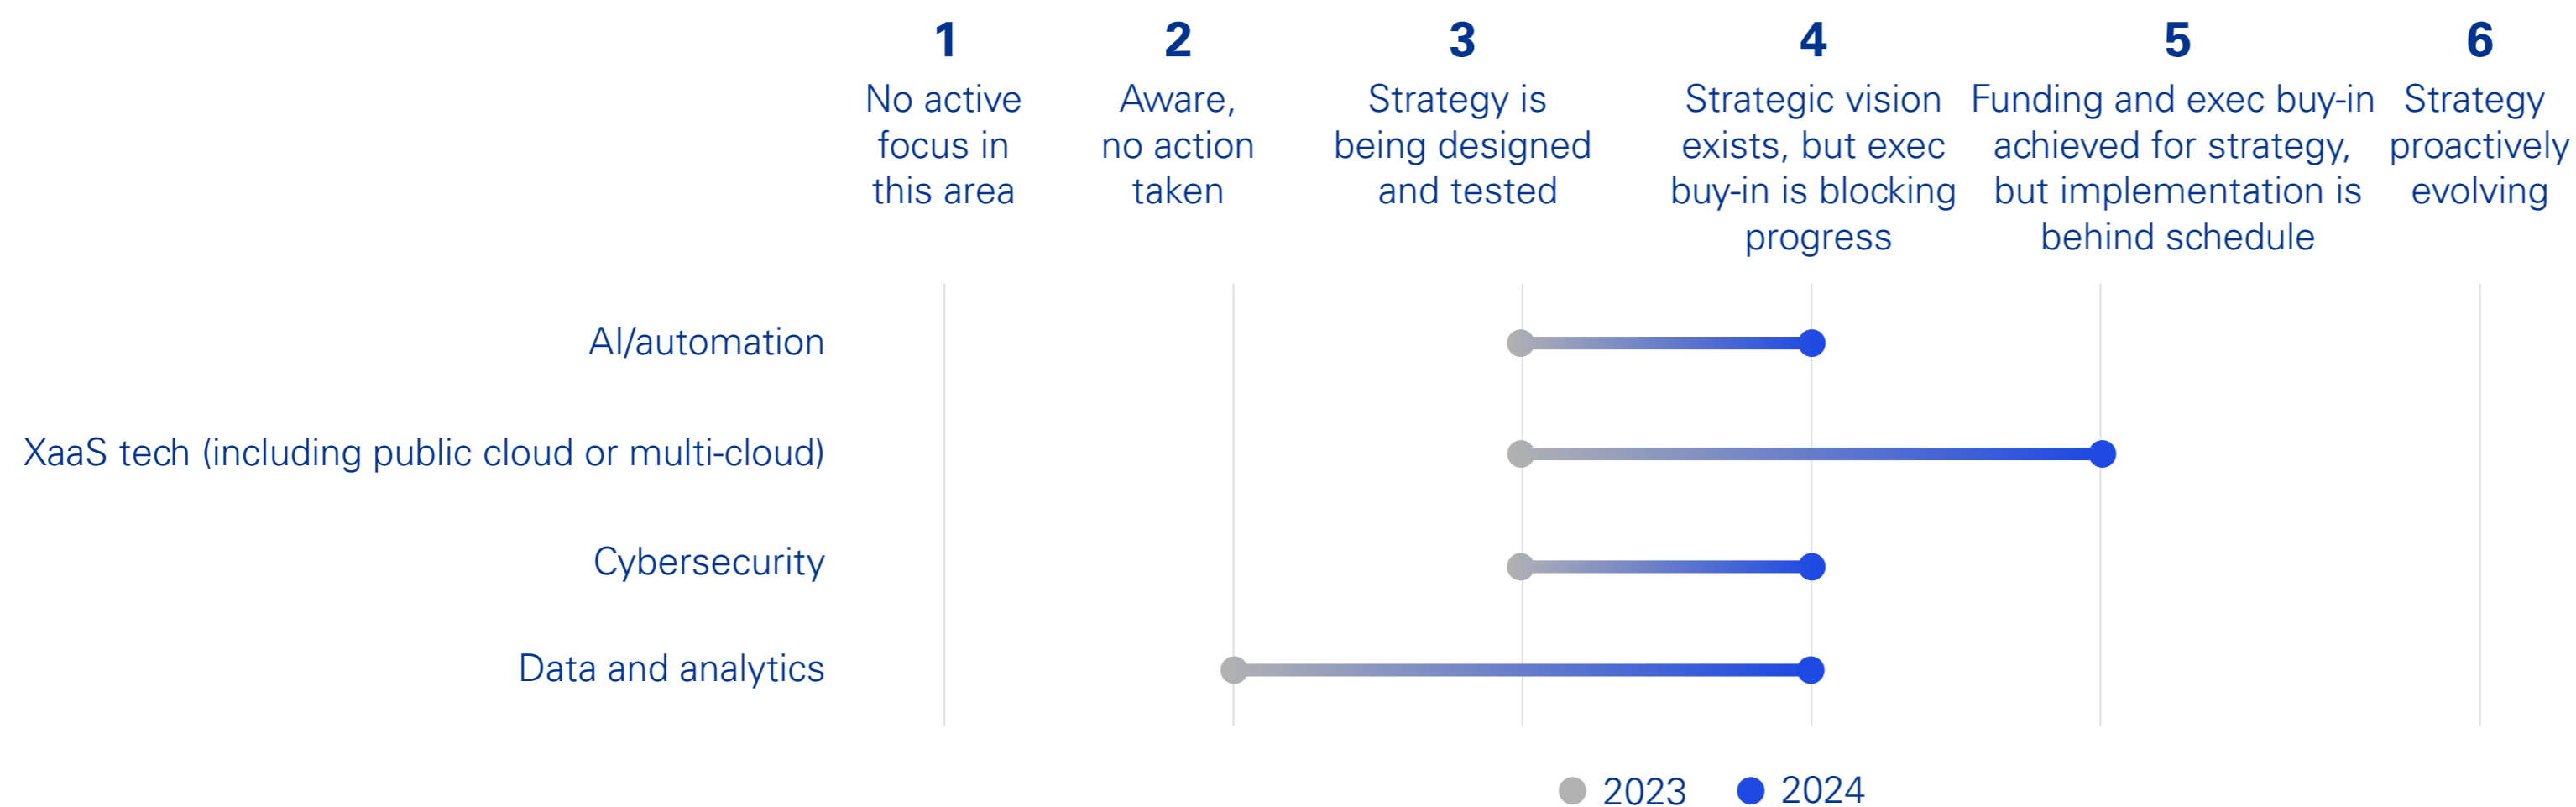 1
No active
focus in
this area
2
Aware,
no action
taken
3
Strategy is
being designed
and tested
4
Strategic vision
exists, but exec
buy-in is blocking
progress
5
Funding and exec buy-in
achieved for strategy,
but implementation is
behind schedule
6
Strategy
proactively
evolving
AI/automation
XaaS tech (including public cloud or multi-cloud)
Cybersecurity
Data and analytics
2023
2024